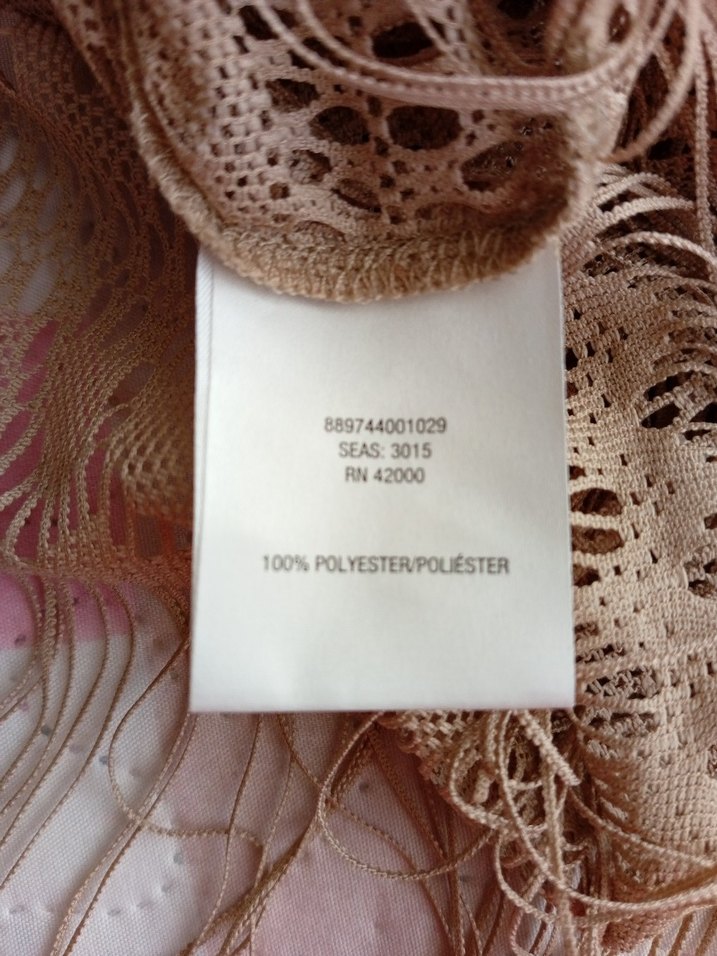 889744001029
SEAS: 3015
RN 42000
100% POLYESTER/POLIÉSTER